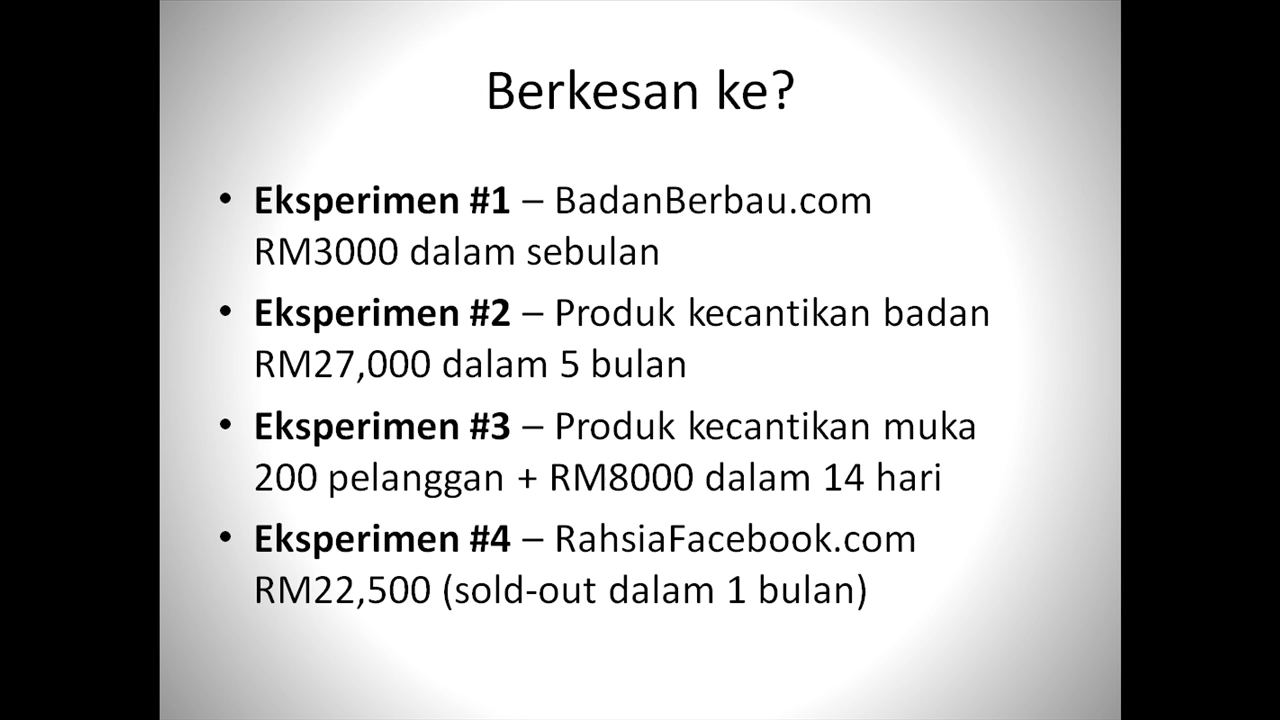 Berkesan ke?
• Eksperimen #1 – BadanBerbau.com
RM3000 dalam sebulan
• Eksperimen #2 – Produk kecantikan badan
RM27,000 dalam 5 bulan
• Eksperimen #3 – Produk kecantikan muka
200 pelanggan + RM8000 dalam 14 hari
• Eksperimen #4 – RahsiaFacebook.com
RM22,500 (sold-out dalam 1 bulan)